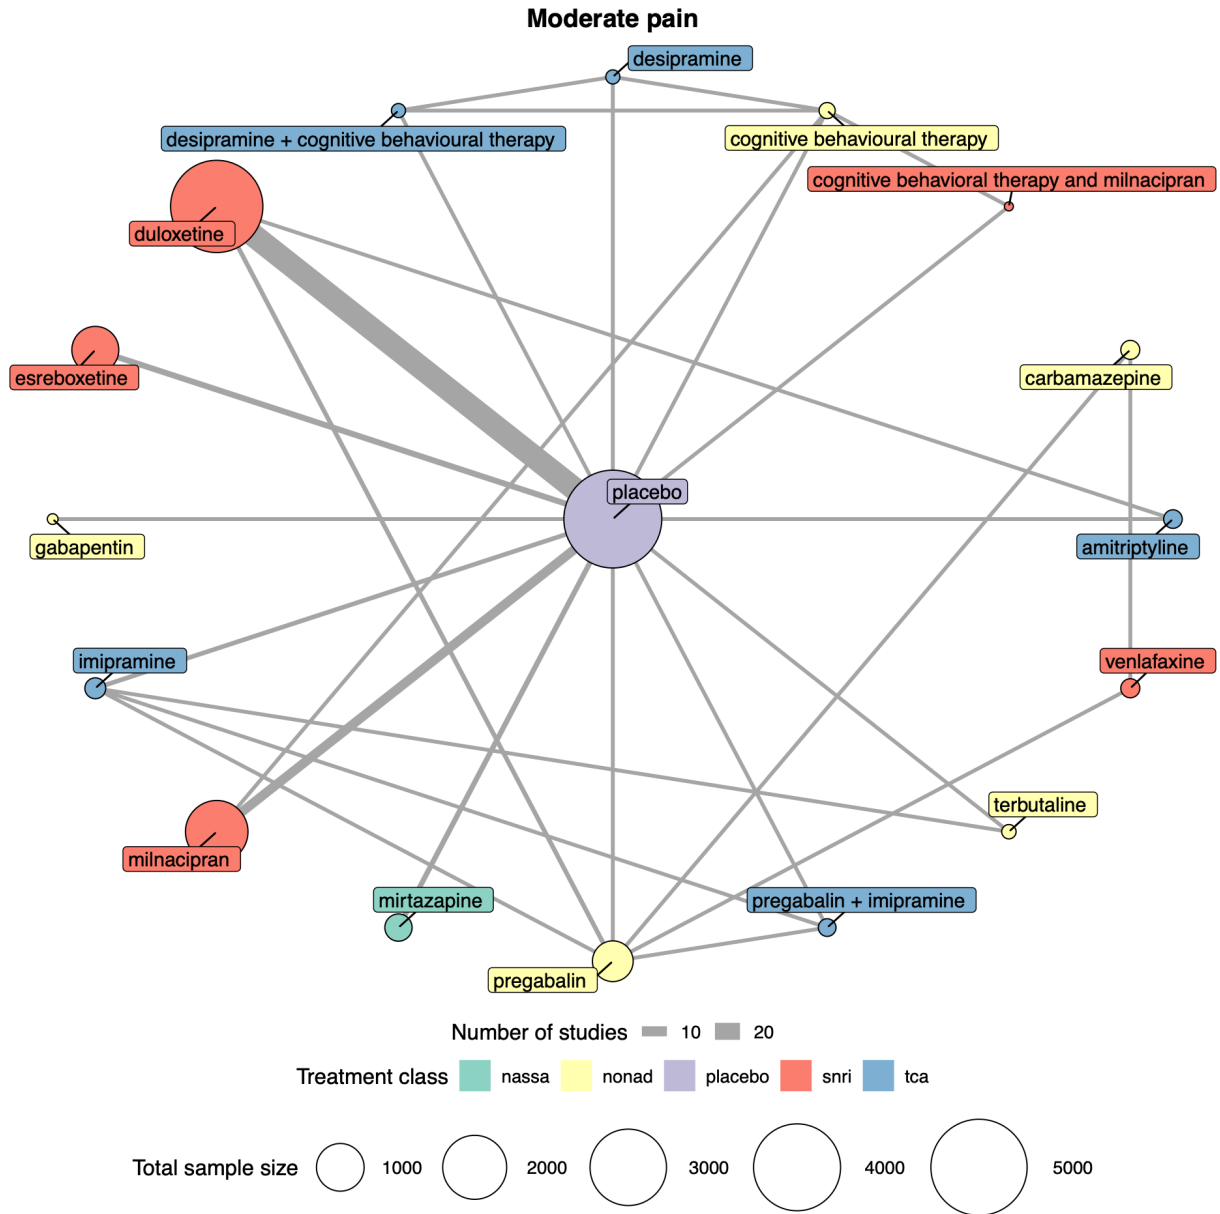 Moderate pain
desipramine
desipramine + cognitive behavioural therapy
cognitive behavioural therapy
cognitive behavioral therapy and milnacipran
duloxetine
esreboxetine
carbamazepine
placebo
gabapentin
amitriptyline
imipramine
venlafaxine
terbutaline
milnacipran
mirtazapine
pregabalin + imipramine
pregabalin
Number of studies 10 20
Treatment class nassa nonad placebo snri tca
Total sample size 1000 2000 3000 4000 5000